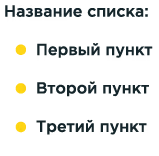 Название списка:
Первый пункт
Второй пункт
Третий пункт